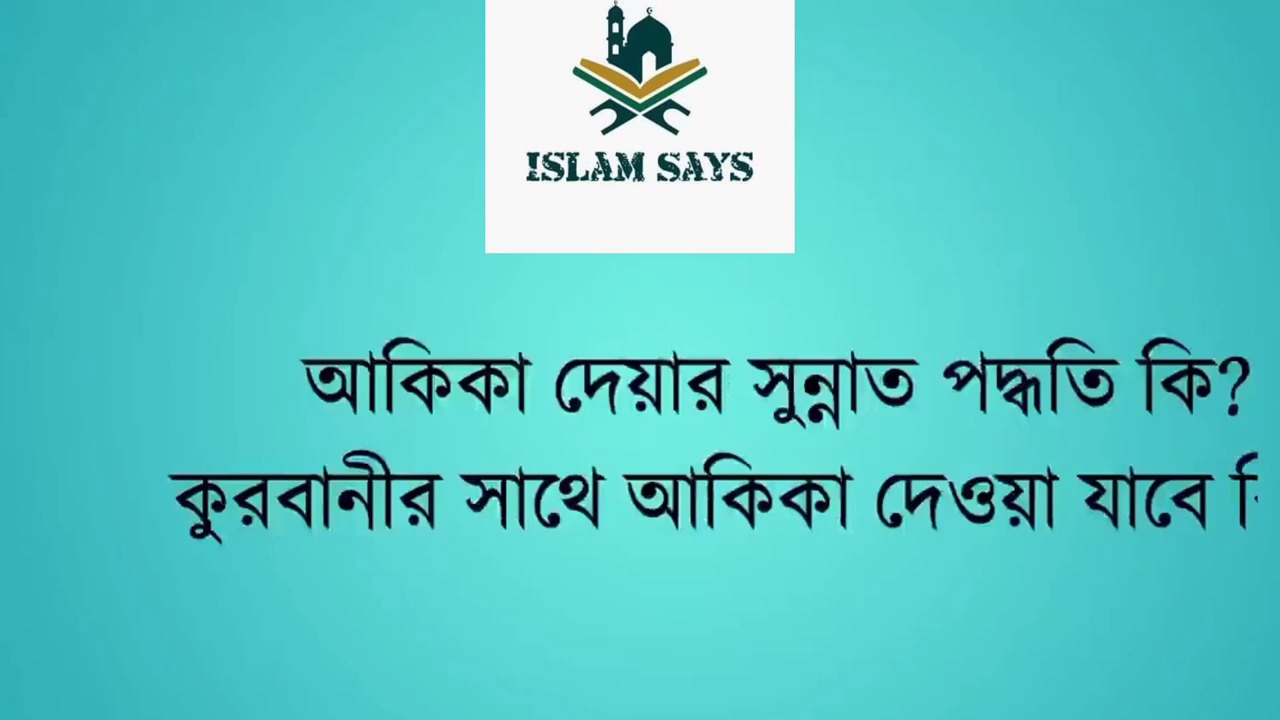 ISLAM SAYS
আকিকা দেয়ার সুন্নাত পদ্ধতি কি?
কুরবানীর সাথে আকিকা দেওয়া যাবে